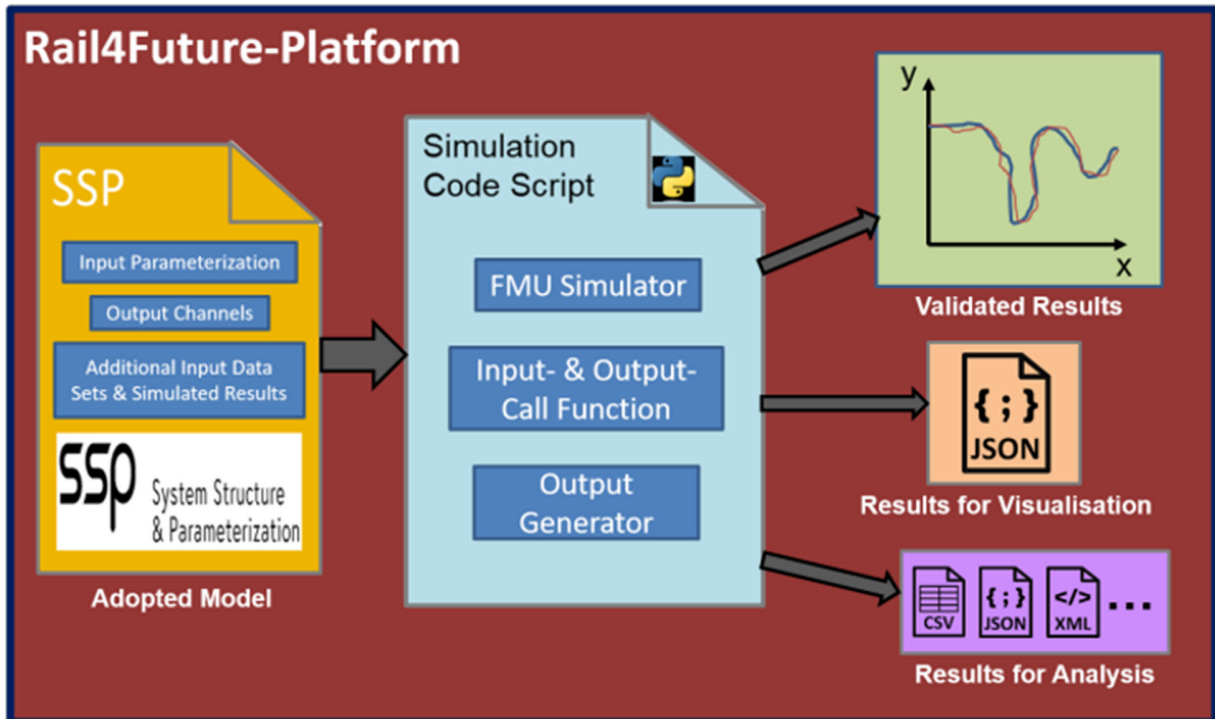 Rail4Future-Platform
SSP
Input Parameterization
Output Channels
Additional Input Data
Sets & Simulated Results
ssp System Structure
& Parameterization
Adopted Model
Simulation
Code Script
FMU Simulator
Input- & Output-
Call Function
Output
Generator
y
x
Validated Results
{ ; }
JSON
Results for Visualisation
CSV
{ ; }
JSON
</>
XML
...
Results for Analysis